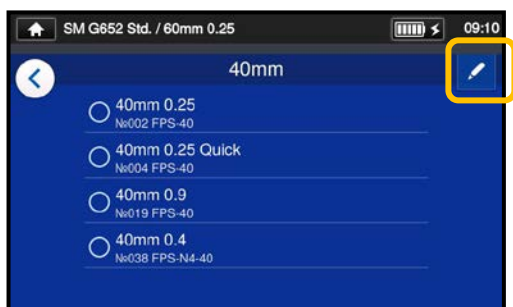 SM G652 Std. / 60mm 0.25
09:10
40mm
40mm 0.25
№002 FPS-40
40mm 0.25 Quick
№004 FPS-40
40mm 0.9
№019 FPS-40
40mm 0.4
№038 FPS-N4-40